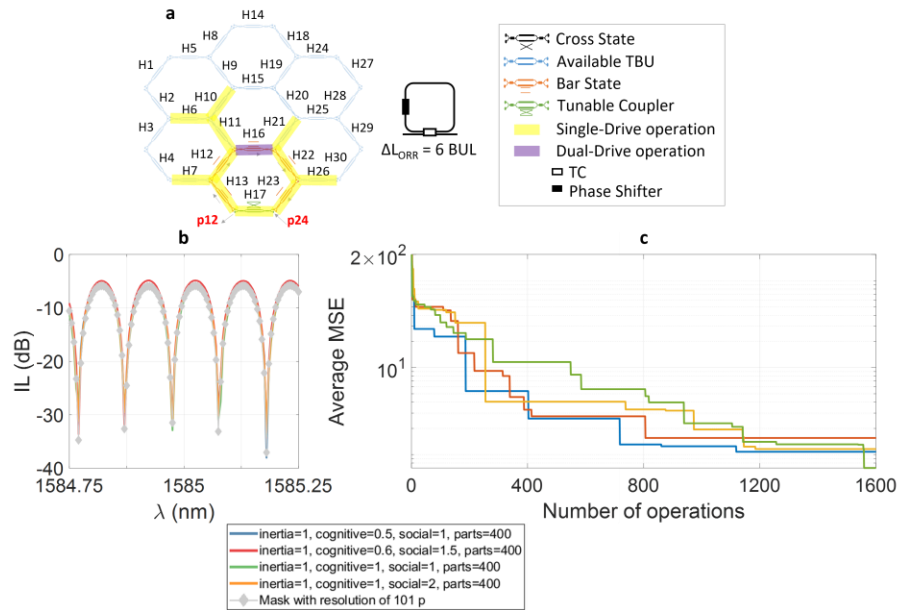 a
H14
H8 H18
H5 H24
H1 H9 H19 H27
H15
H2 H10 H20 H28
H6 H25
H3 H11 H21 H29
H16
H4 H12 H22 H30
H7 H26
H13 H23
H17
p12 p24
ΔL_ORR = 6 BUL
Cross State
Available TBU
Bar State
Tunable Coupler
Single-Drive operation
Dual-Drive operation
TC
Phase Shifter
b
0
-10
-20
-30
-40
IL (dB)
1584.75 1585 1585.25
λ (nm)
c
2×10²
10¹
Average MSE
0 400 800 1200 1600
Number of operations
inertia=1, cognitive=0.5, social=1, parts=400
inertia=1, cognitive=0.6, social=1.5, parts=400
inertia=1, cognitive=1, social=1, parts=400
inertia=1, cognitive=1, social=2, parts=400
Mask with resolution of 101 p